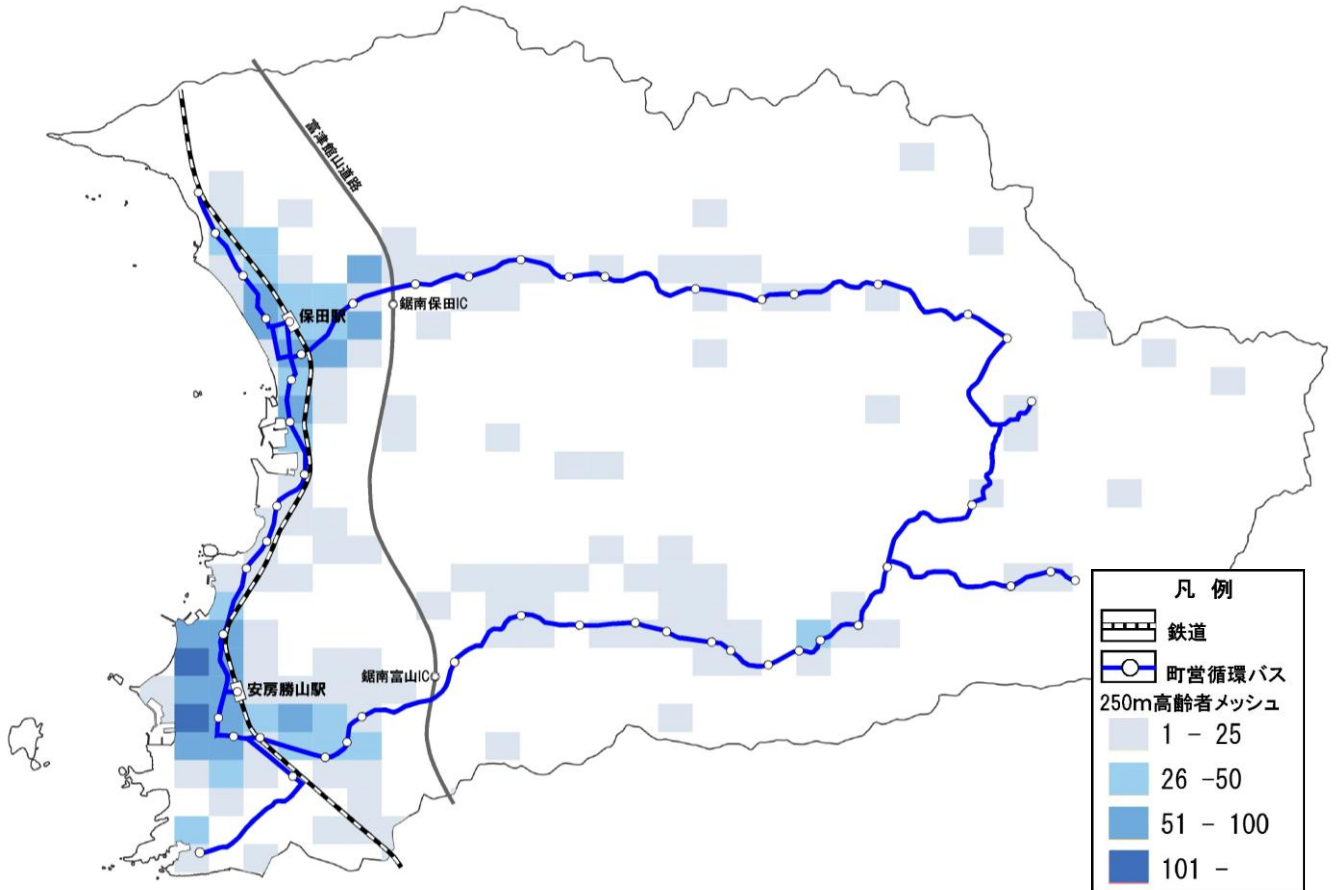 富津館山道路
保田駅
鋸南保田IC
安房勝山駅
鋸南富山IC
凡 例
鉄道
町営循環バス
250m高齢者メッシュ
1 - 25
26 -50
51 - 100
101 -